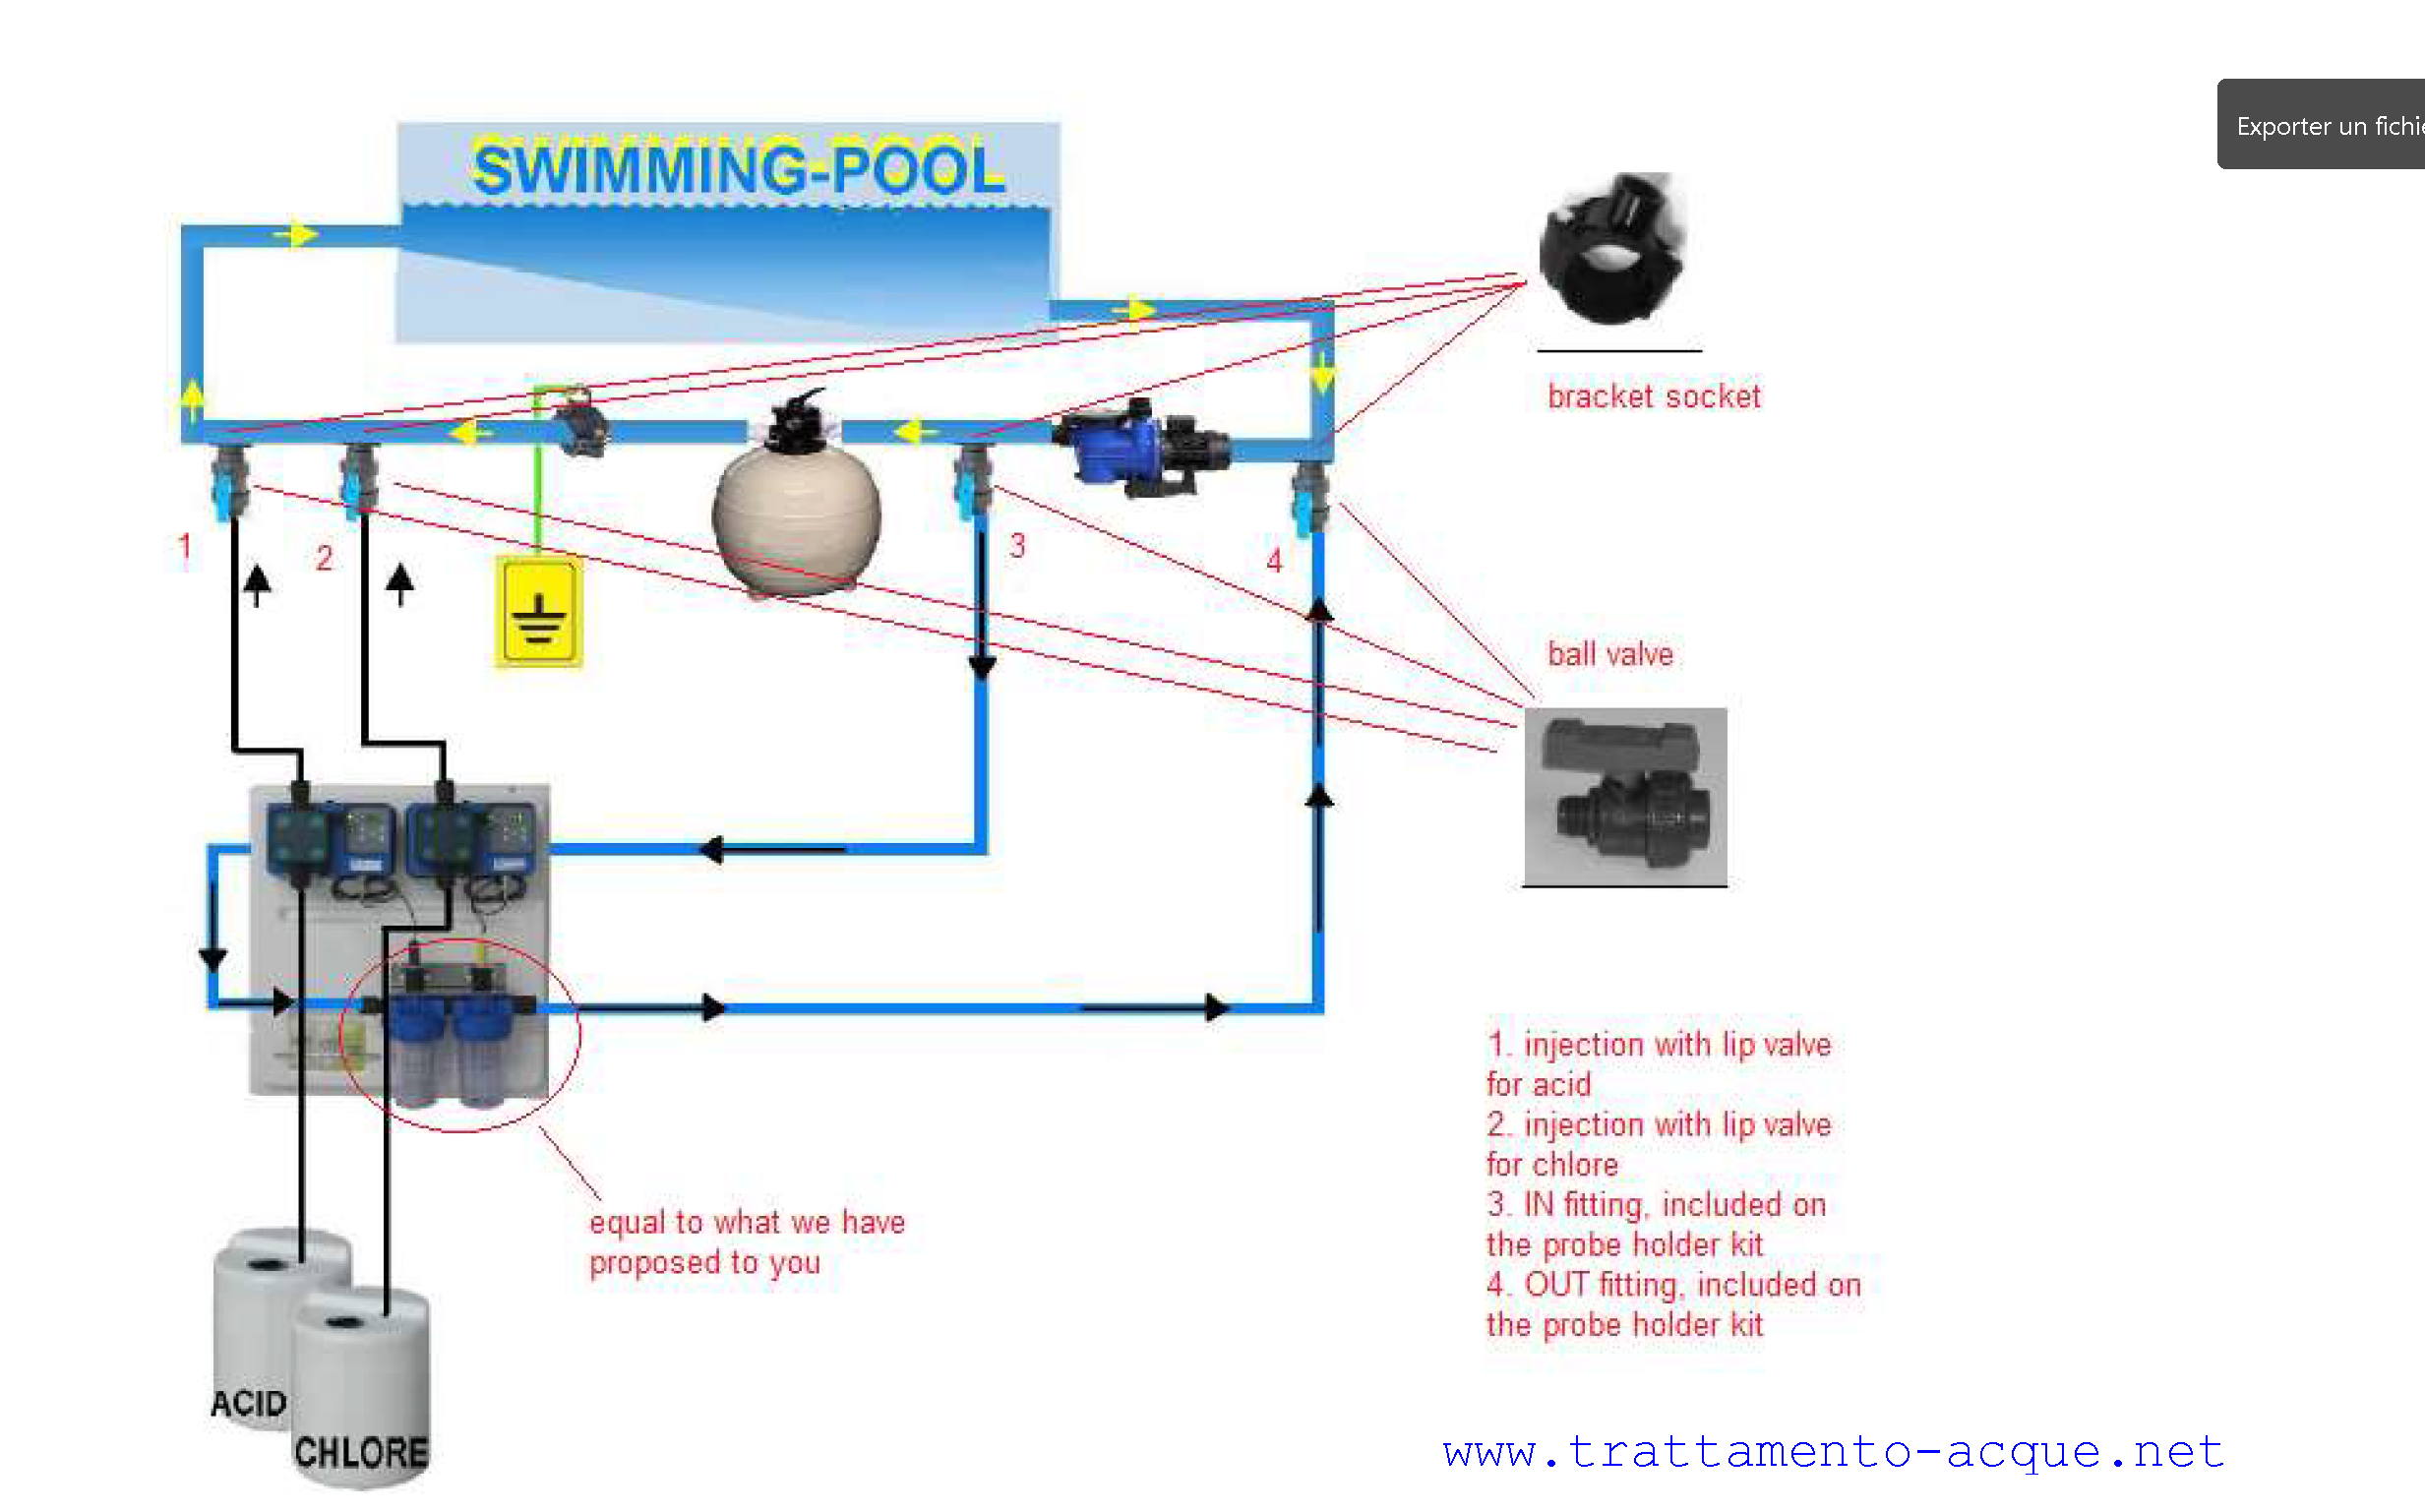 Exporter un fichie
SWIMMING-POOL
bracket socket
1
2
3
4
ball valve
equal to what we have
proposed to you
1. injection with lip valve
for acid
2. injection with lip valve
for chlore
3. IN fitting, included on
the probe holder kit
4. OUT fitting, included on
the probe holder kit
ACID
CHLORE
www.trattamento-acque.net